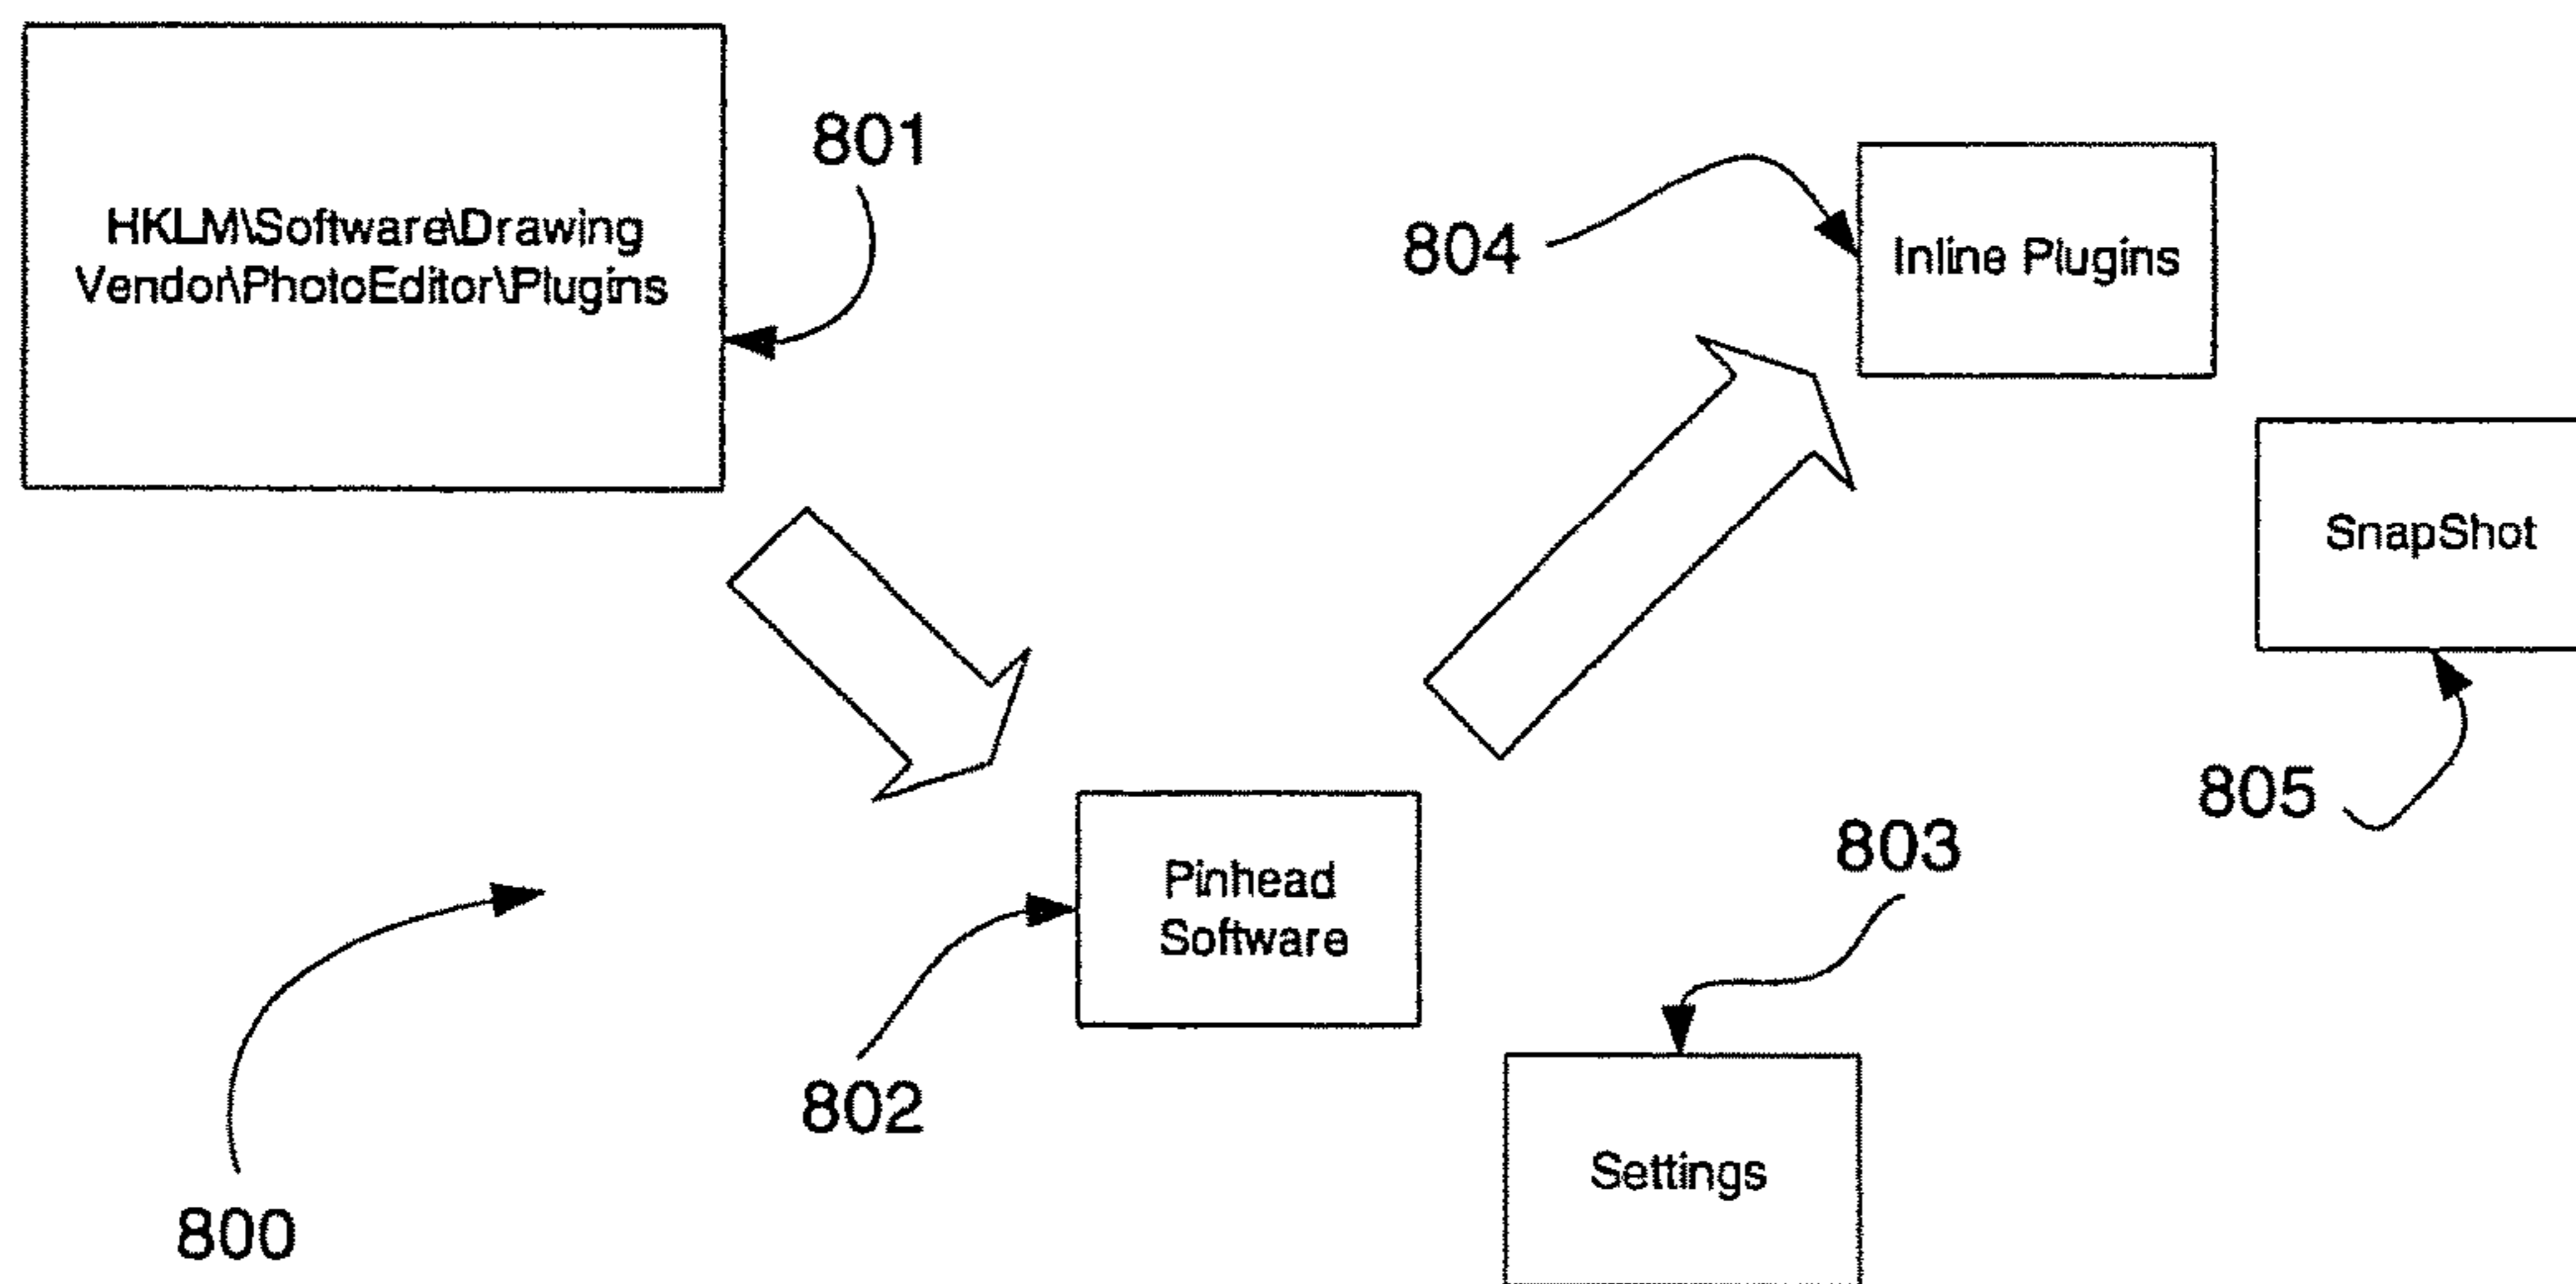 HKLM\Software\Drawing
Vendor\PhotoEditor\Plugins
801
804
Inline Plugins
SnapShot
805
Pinhead
Software
803
802
Settings
800